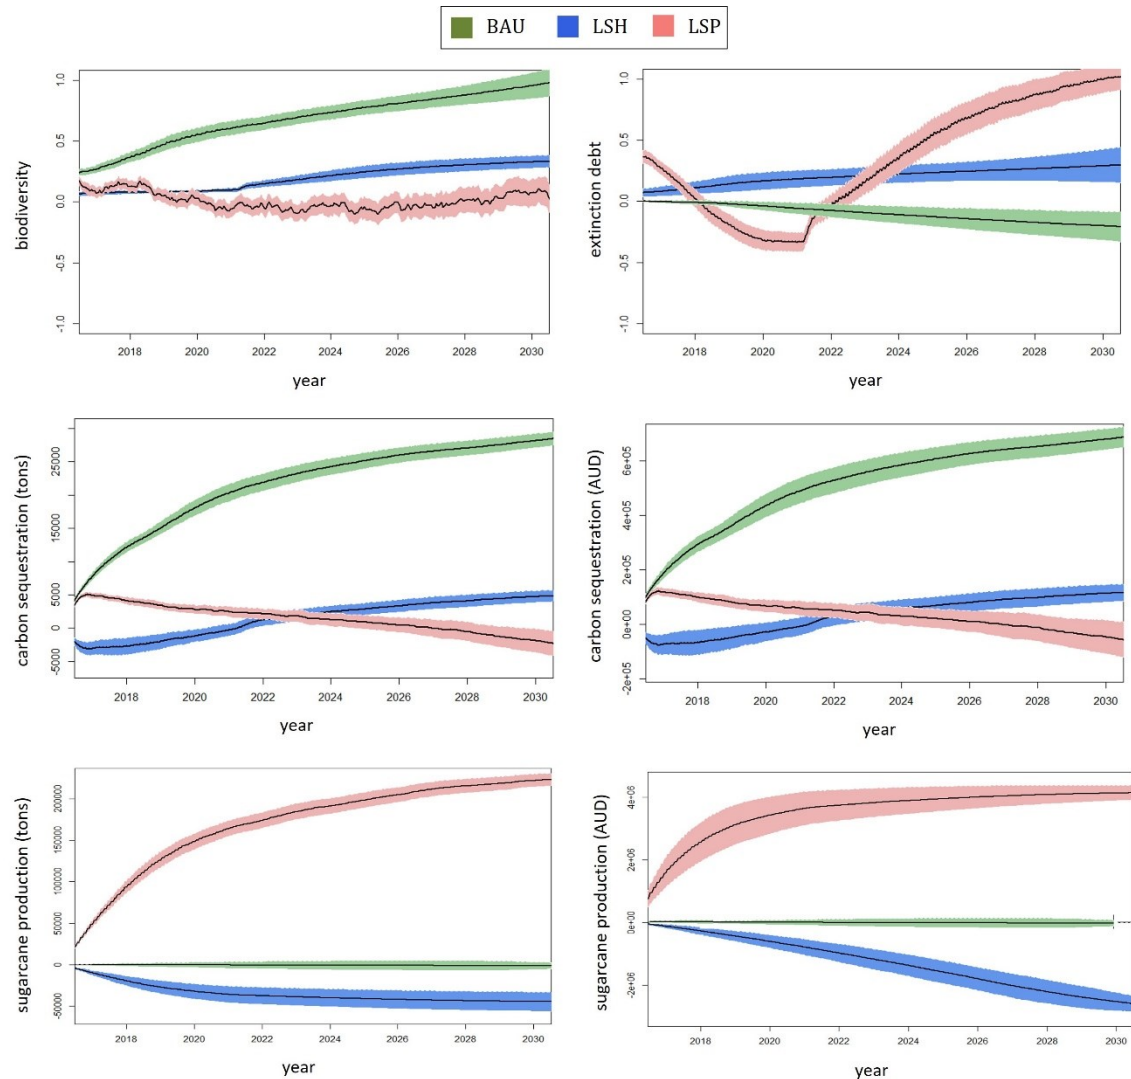 BAU LSH LSP
biodiversity
1.0
0.5
0.0
-0.5
-1.0
2018 2020 2022 2024 2026 2028 2030
year
extinction debt
1.0
0.5
0.0
-0.5
-1.0
2018 2020 2022 2024 2026 2028 2030
year
carbon sequestration (tons)
25000
15000
5000
0
-5000
2018 2020 2022 2024 2026 2028 2030
year
carbon sequestration (AUD)
6e+05
4e+05
2e+05
0e+00
-2e+05
2018 2020 2022 2024 2026 2028 2030
year
sugarcane production (tons)
200000
150000
100000
50000
0
-50000
2018 2020 2022 2024 2026 2028 2030
year
sugarcane production (AUD)
4e+06
2e+06
0e+00
-2e+06
2018 2020 2022 2024 2026 2028 2030
year